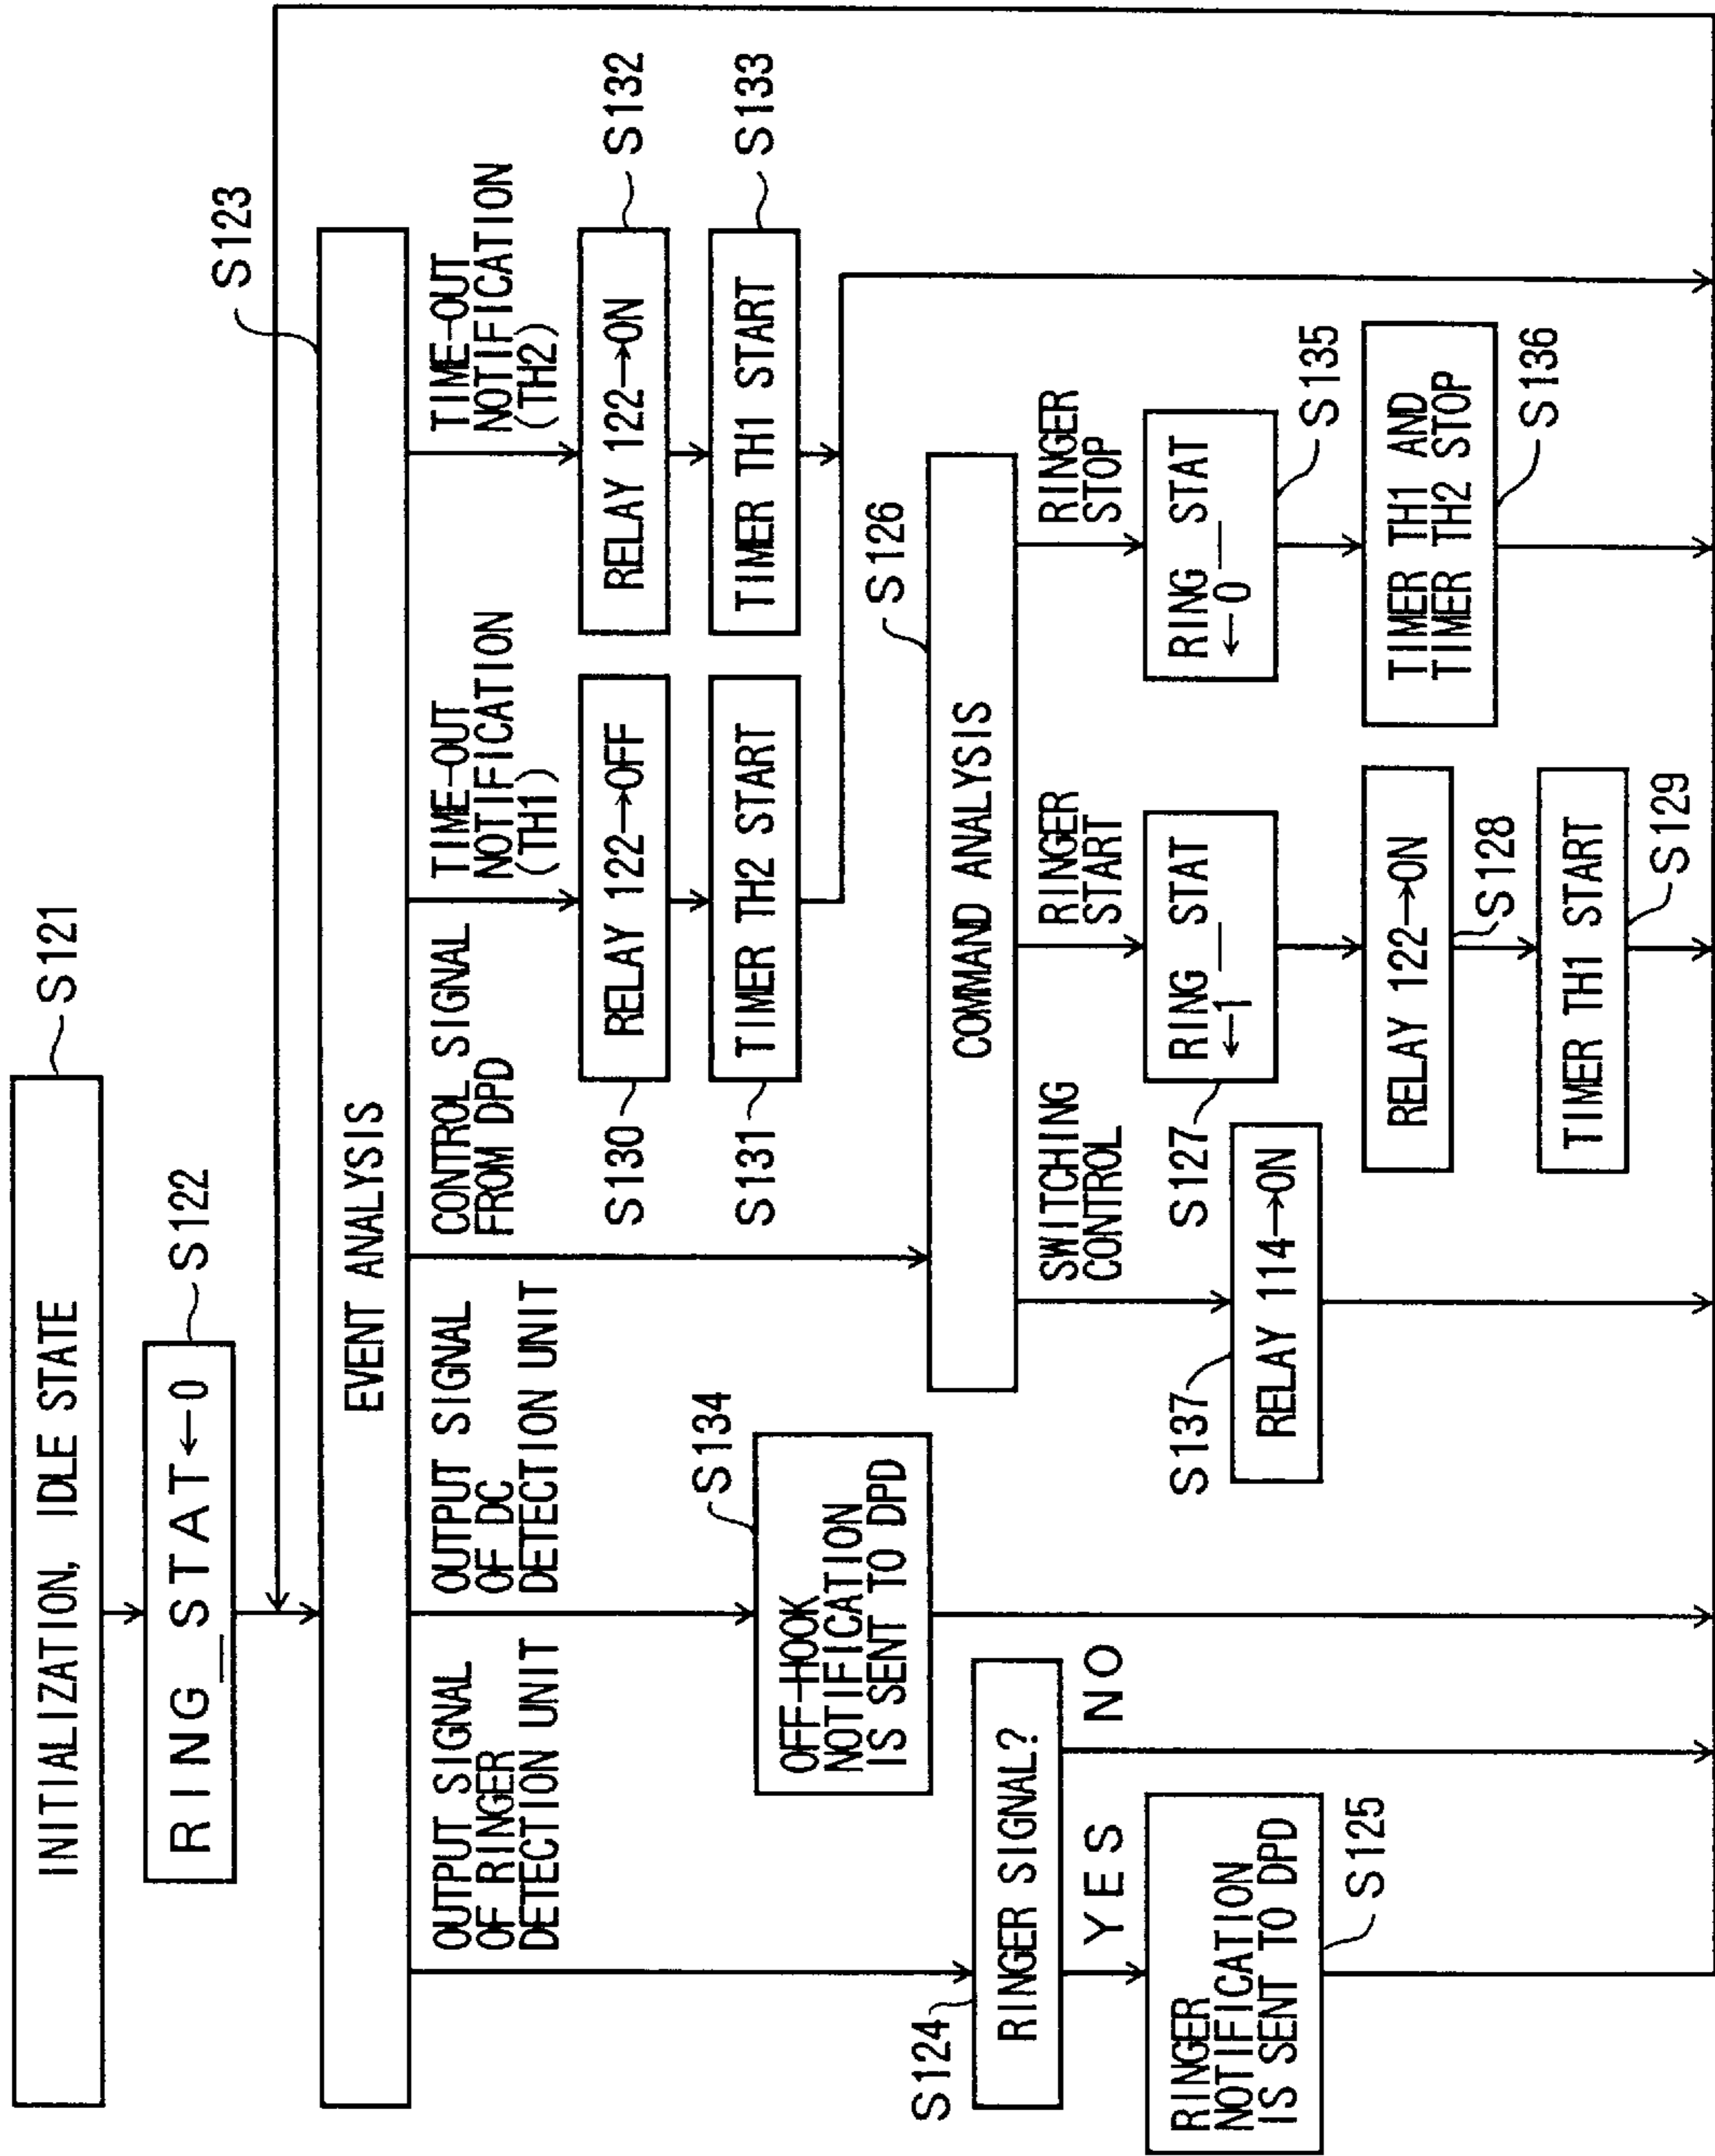 INITIALIZATION, IDLE STATE
S121
RING_STAT←0
S122
EVENT ANALYSIS
S123
OUTPUT SIGNAL
OF RINGER
DETECTION UNIT
OUTPUT SIGNAL
OF DC
DETECTION UNIT
CONTROL SIGNAL
FROM DPD
TIME-OUT
NOTIFICATION
(TH1)
TIME-OUT
NOTIFICATION
(TH2)
S130
RELAY 122→OFF
RELAY 122→ON
S132
S131
TIMER TH2 START
TIMER TH1 START
S133
OFF-HOOK
NOTIFICATION
IS SENT TO DPD
S134
COMMAND ANALYSIS
S126
S124
RINGER SIGNAL?
YES
NO
SWITCHING
CONTROL
RINGER
START
RINGER
STOP
RINGER
NOTIFICATION
IS SENT TO DPD
S125
S137
RELAY 114→ON
S127
RING_STAT
←1
RING_STAT
←0
S135
RELAY 122→ON
S128
TIMER TH1 AND
TIMER TH2 STOP
S136
TIMER TH1 START
S129